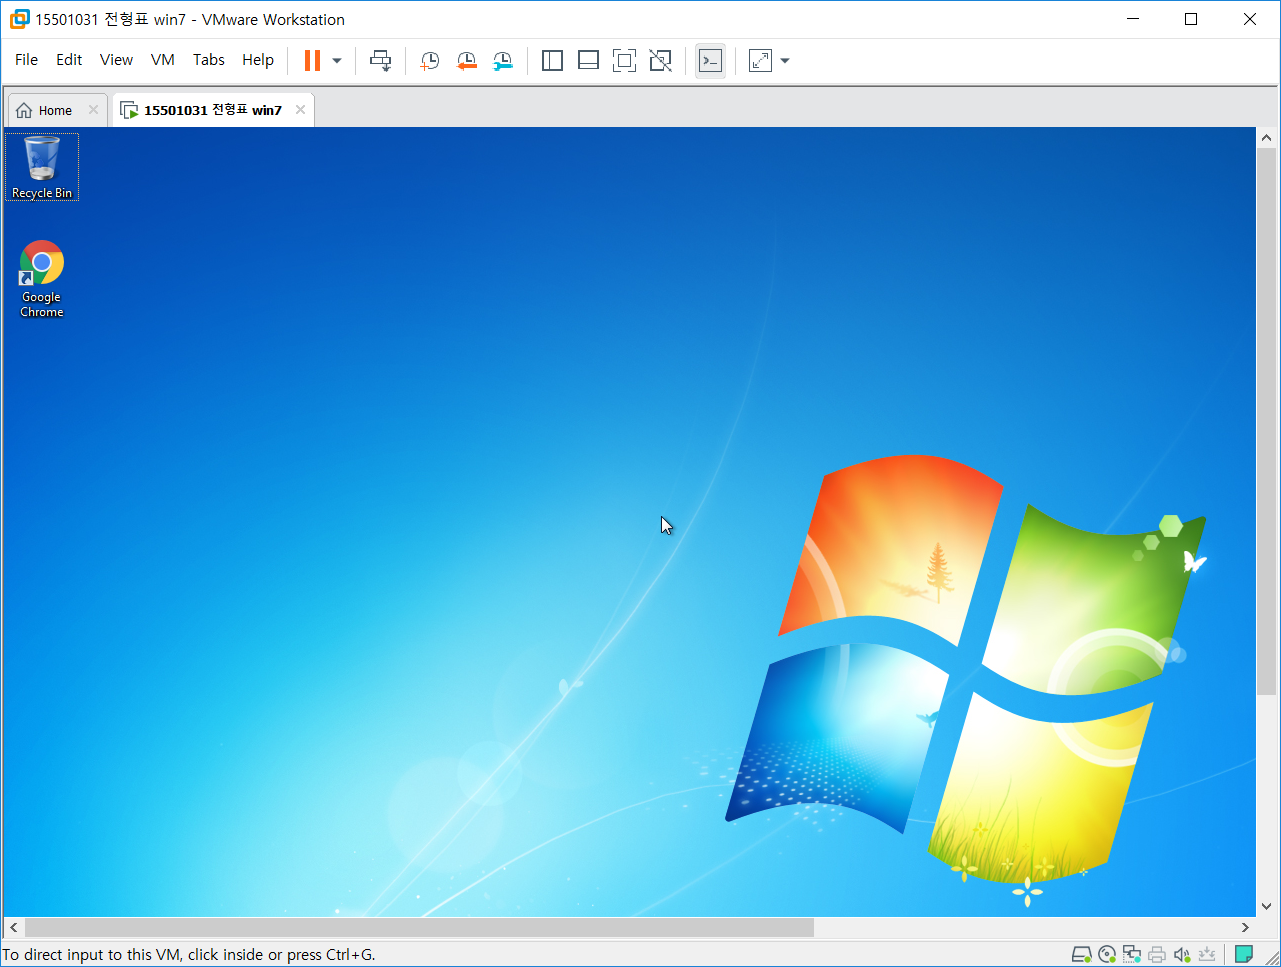 15501031 전형표 win7 - VMware Workstation
File Edit View VM Tabs Help
Home
15501031 전형표 win7
Recycle Bin
Google
Chrome
To direct input to this VM, click inside or press Ctrl+G.